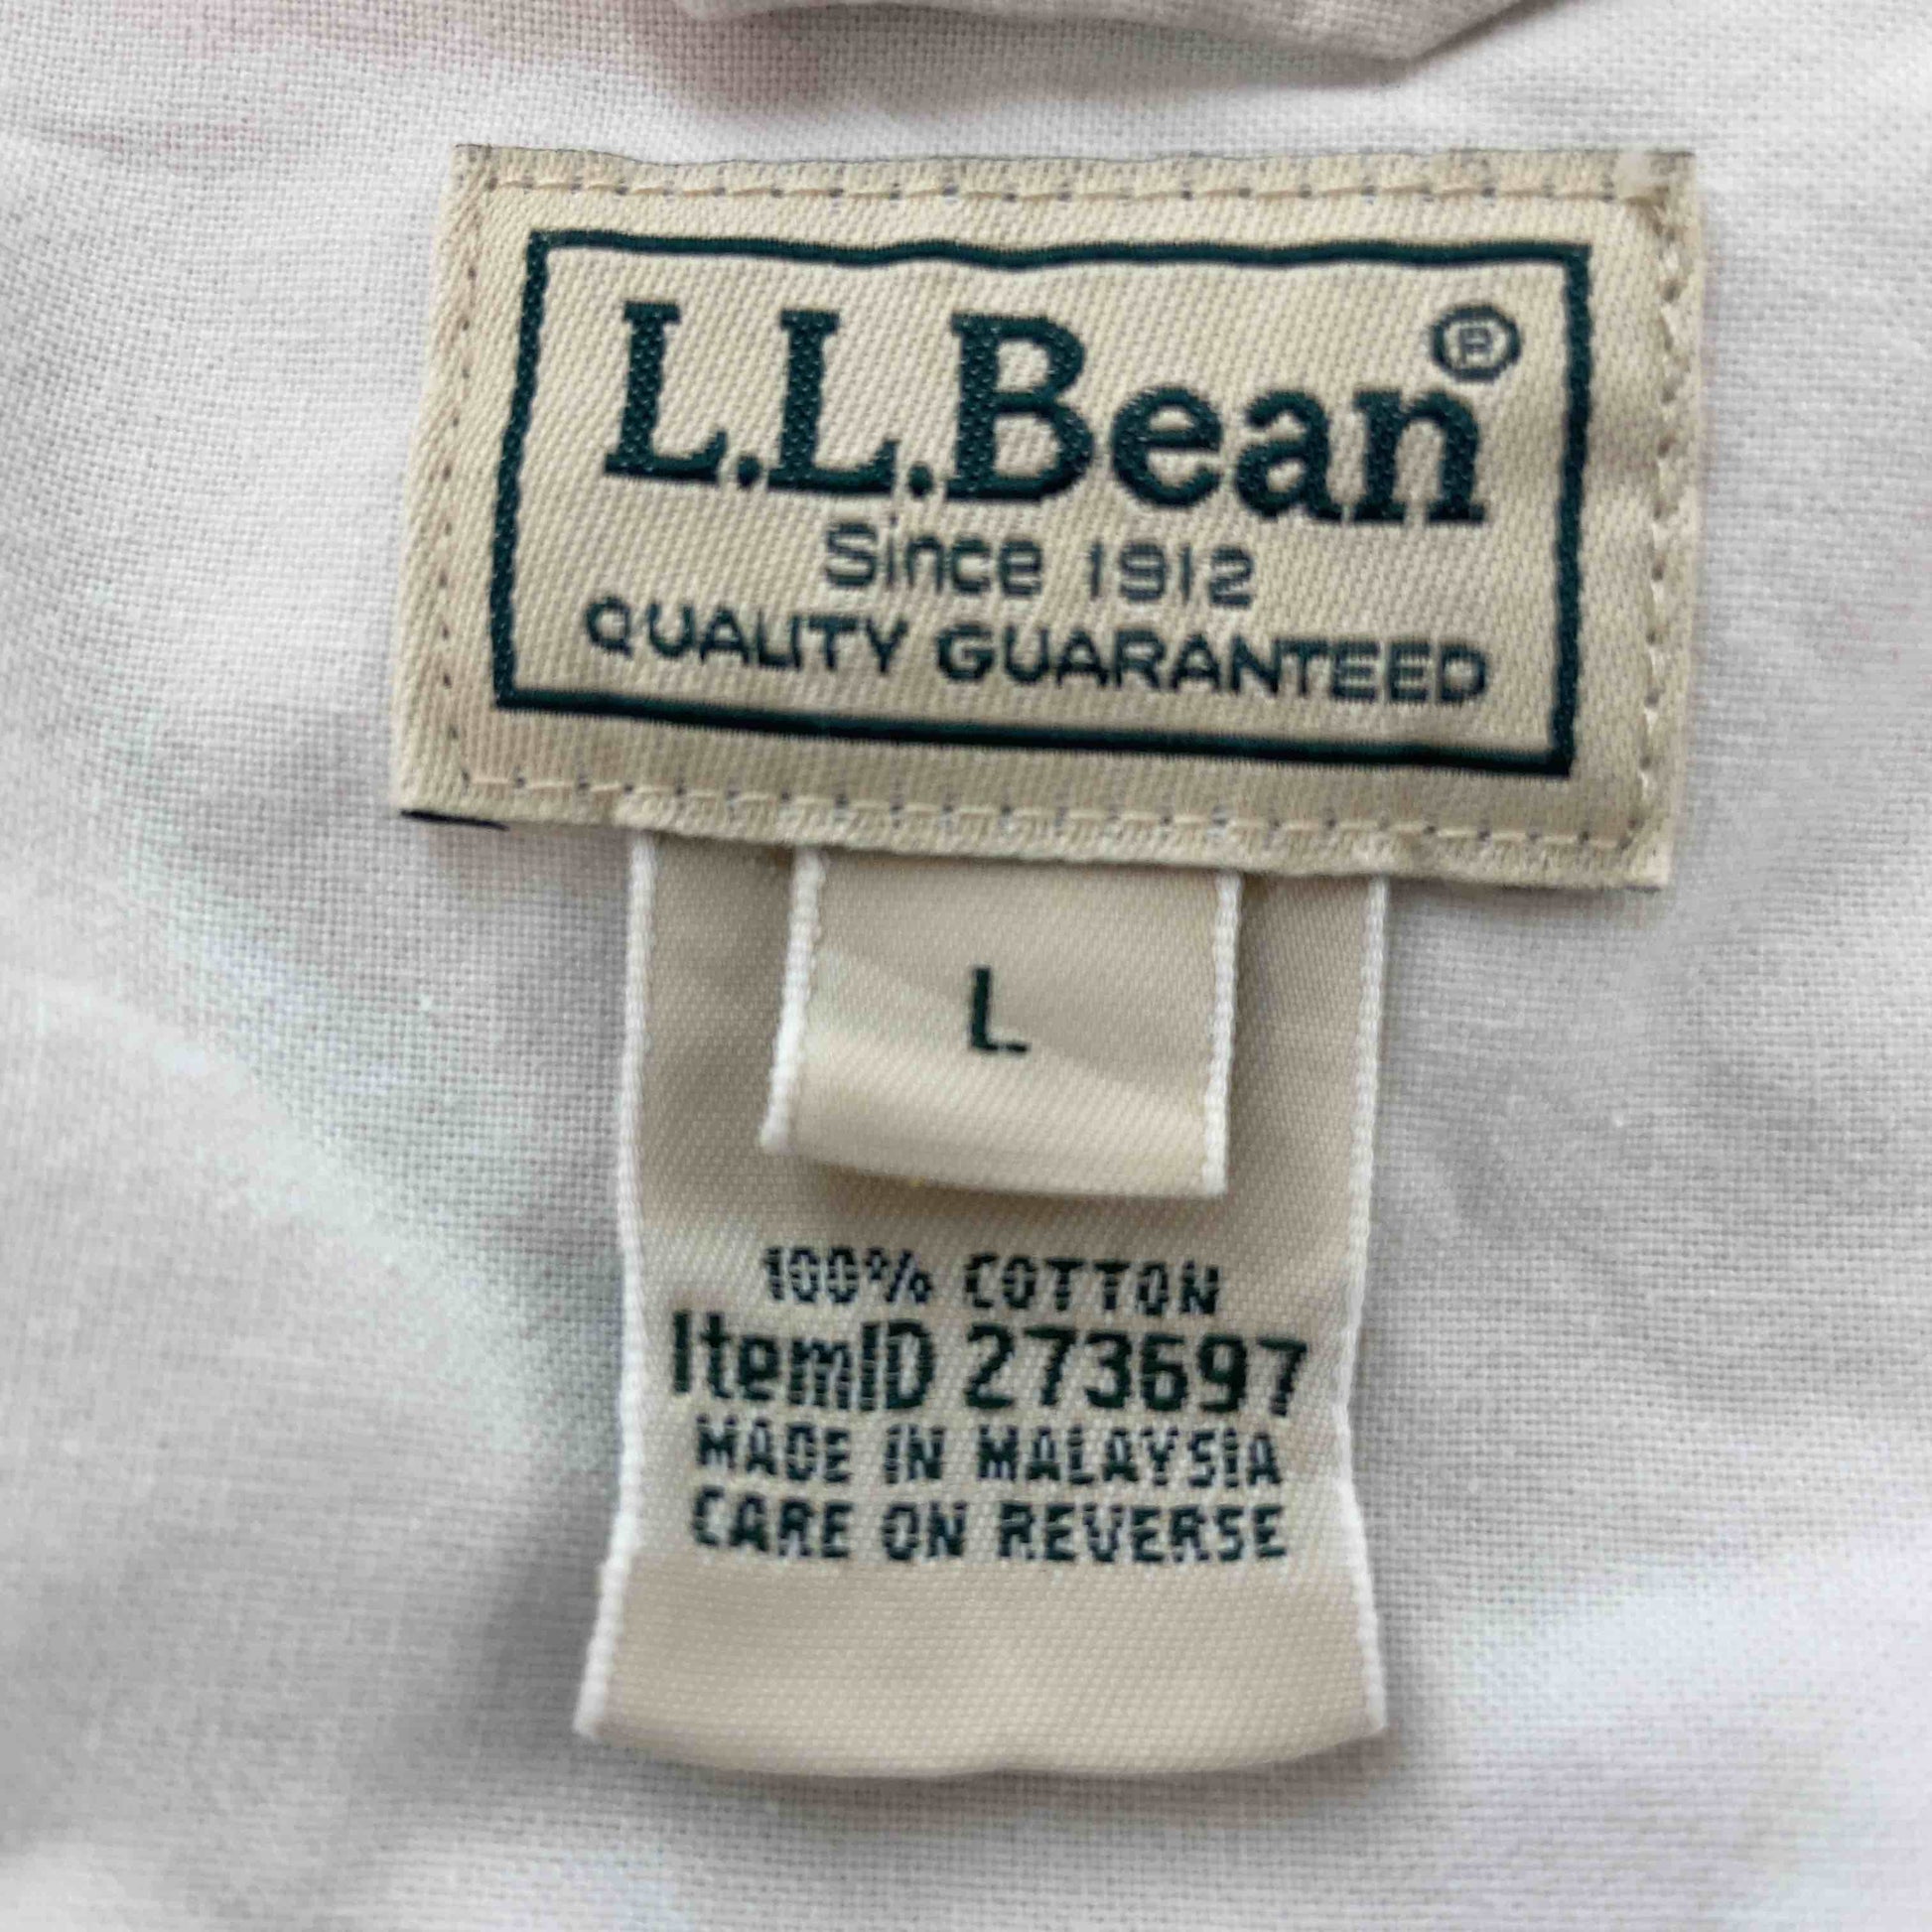 L.L.Bean®
Since 1912
QUALITY GUARANTEED
L
100% COTTON
ItemID 273697
MADE IN MALAYSIA
CARE ON REVERSE